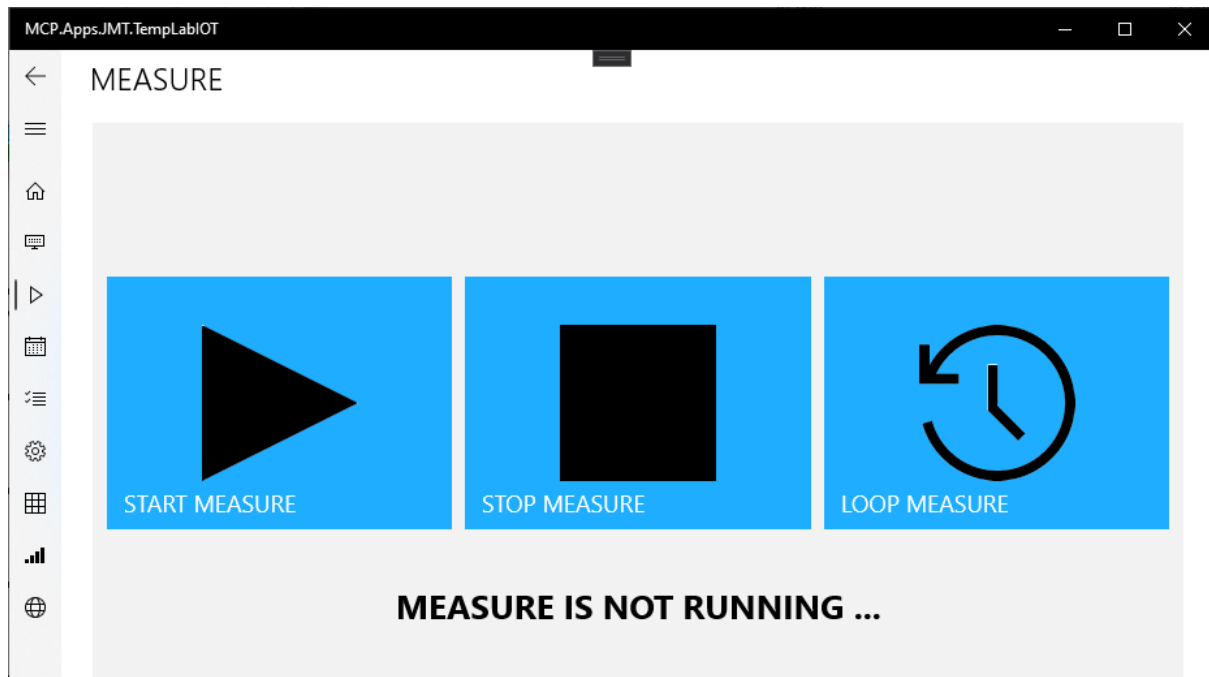 MCP.Apps.JMT.TempLabIOT
MEASURE
START MEASURE
STOP MEASURE
LOOP MEASURE
MEASURE IS NOT RUNNING ...